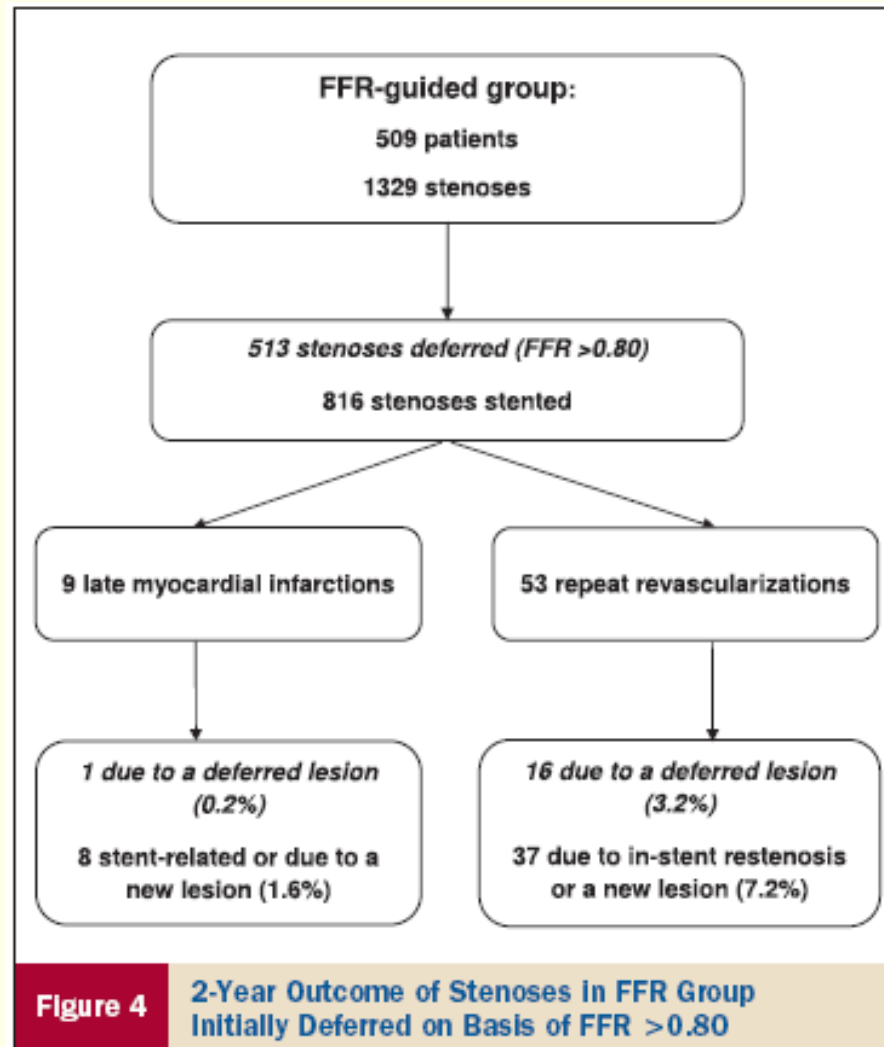 FFR-guided group:
509 patients
1329 stenoses
513 stenoses deferred (FFR >0.80)
816 stenoses stented
9 late myocardial infarctions
53 repeat revascularizations
1 due to a deferred lesion
(0.2%)
8 stent-related or due to a
new lesion (1.6%)
16 due to a deferred lesion
(3.2%)
37 due to in-stent restenosis
or a new lesion (7.2%)
Figure 4
2-Year Outcome of Stenoses in FFR Group
Initially Deferred on Basis of FFR >0.80